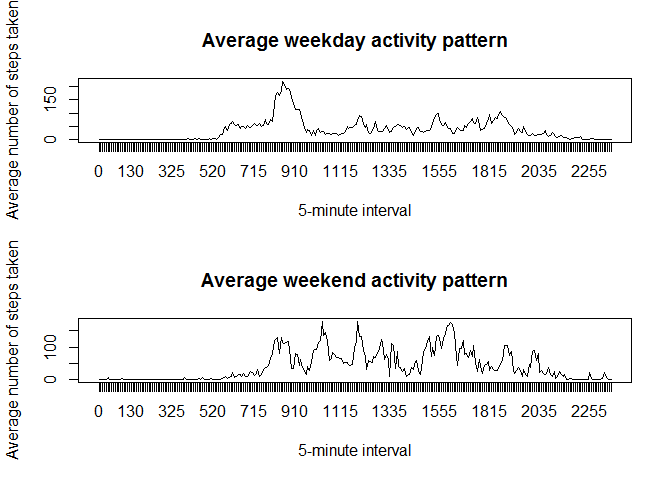 Average weekday activity pattern
Average number of steps taken
150
0
0 130 325 520 715 910 1115 1335 1555 1815 2035 2255
5-minute interval
Average weekend activity pattern
Average number of steps taken
100
0
0 130 325 520 715 910 1115 1335 1555 1815 2035 2255
5-minute interval